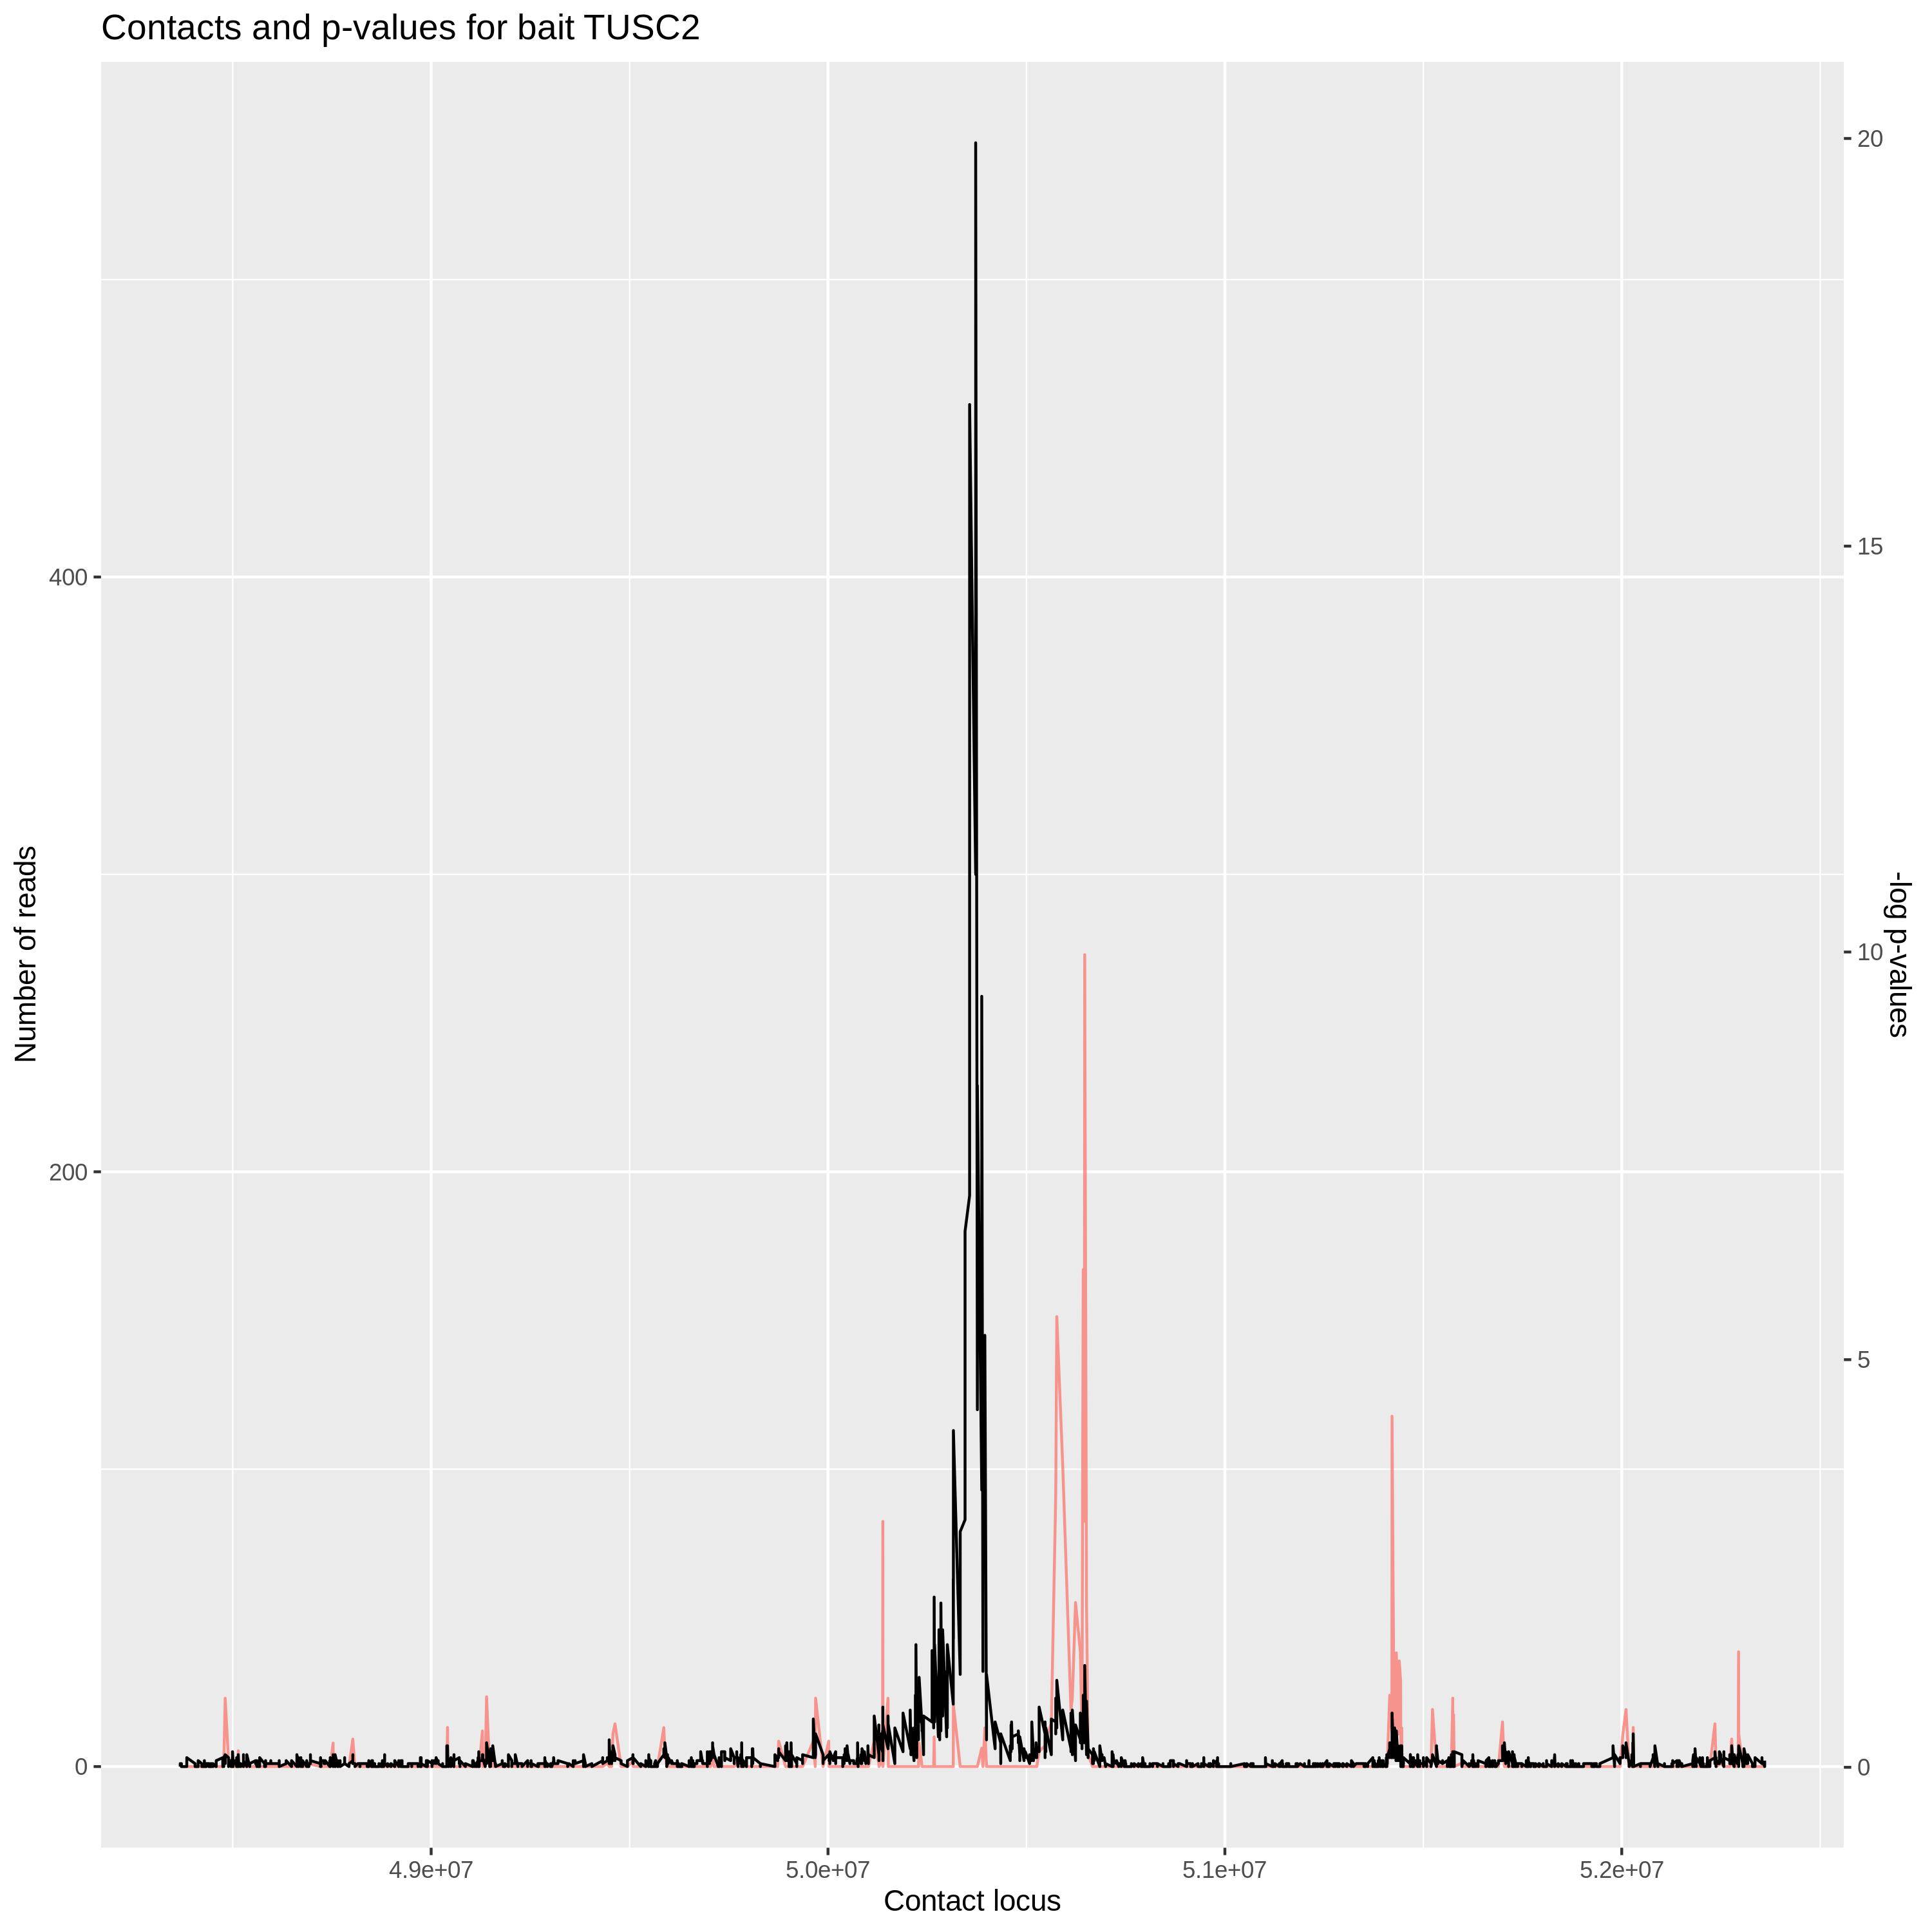 Contacts and p-values for bait TUSC2
Number of reads
400
200
0
20
15
10
5
0
-log p-values
4.9e+07
5.0e+07
5.1e+07
5.2e+07
Contact locus